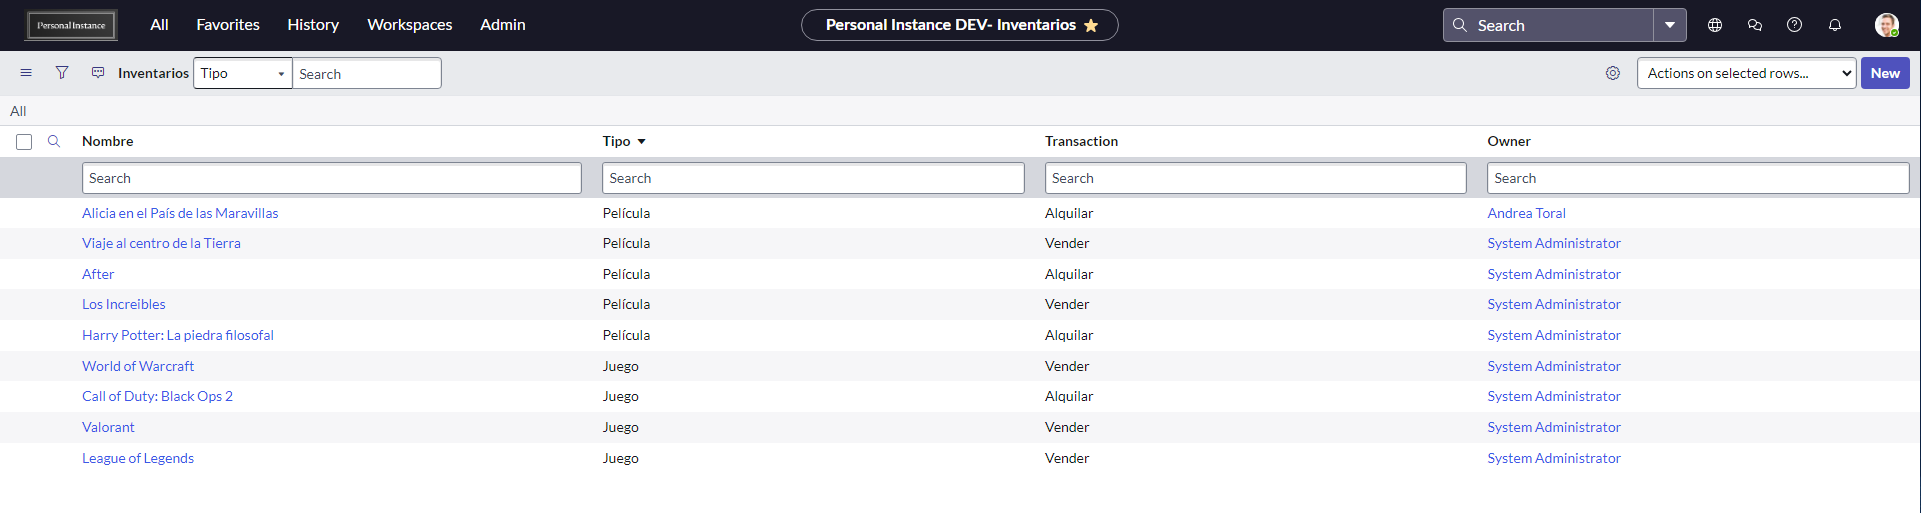 Personal Instance All Favorites History Workspaces Admin Personal Instance DEV- Inventarios Search
Inventarios Tipo Search Actions on selected rows... New
All
Nombre Tipo Transaction Owner
Search Search Search Search
Alicia en el País de las Maravillas Película Alquilar Andrea Toral
Viaje al centro de la Tierra Película Vender System Administrator
After Película Alquilar System Administrator
Los Increibles Película Vender System Administrator
Harry Potter: La piedra filosofal Película Alquilar System Administrator
World of Warcraft Juego Vender System Administrator
Call of Duty: Black Ops 2 Juego Alquilar System Administrator
Valorant Juego Vender System Administrator
League of Legends Juego Vender System Administrator